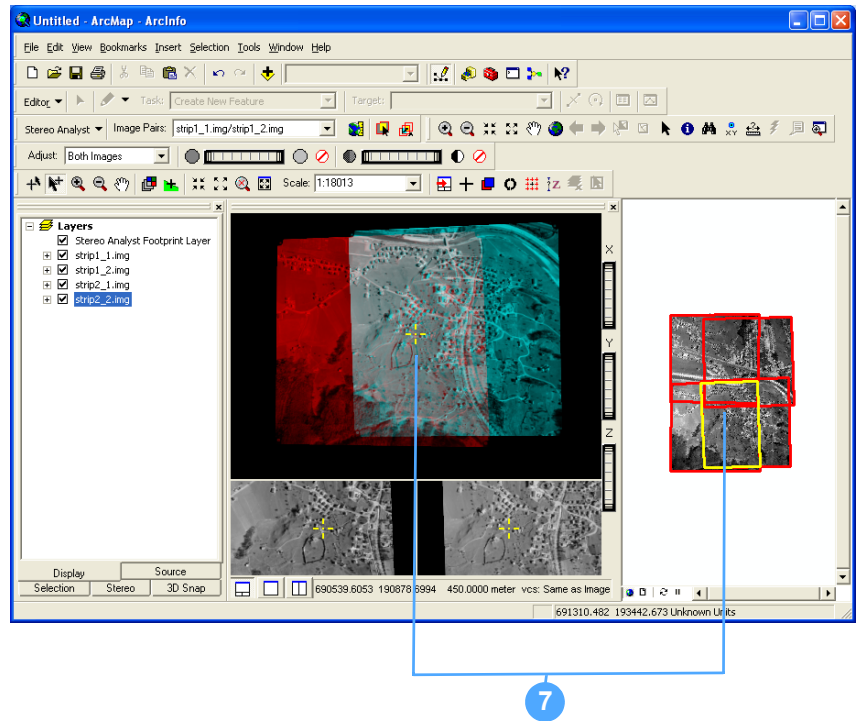 Untitled - ArcMap - ArcInfo
File Edit View Bookmarks Insert Selection Tools Window Help
Editor Task: Create New Feature Target:
Stereo Analyst Image Pairs: strip1_1.img/strip1_2.img
Adjust: Both Images
Scale: 1:18013
Layers
Stereo Analyst Footprint Layer
strip1_1.img
strip1_2.img
strip2_1.img
strip2_2.img
X
Y
Z
Display Source
Selection Stereo 3D Snap
690539.6053 190878.6994 450.0000 meter vcs: Same as Image
691310.482 193442.673 Unknown Units
7